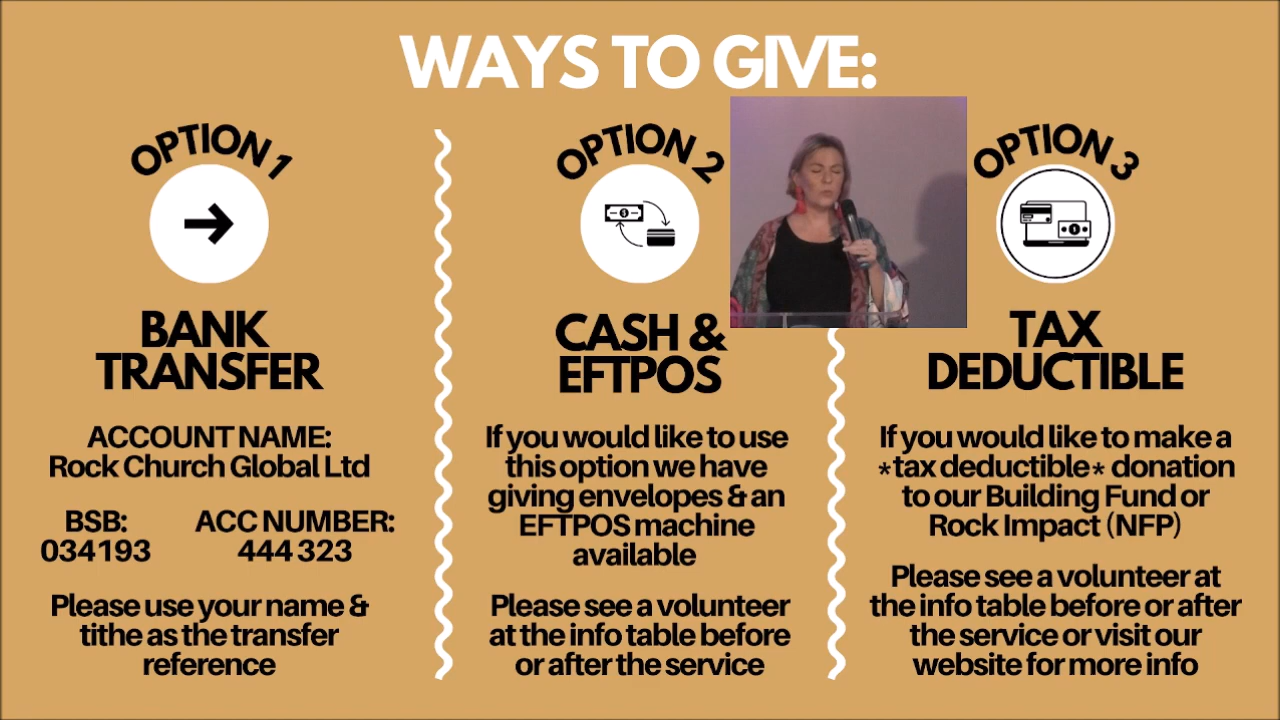 WAYS TO GIVE:
OPTION 1
BANK
TRANSFER
ACCOUNT NAME:
Rock Church Global Ltd
BSB:
034193
ACC NUMBER:
444 323
Please use your name &
tithe as the transfer
reference
OPTION 2
CASH &
EFTPOS
If you would like to use
this option we have
giving envelopes & an
EFTPOS machine
available
Please see a volunteer
at the info table before
or after the service
OPTION 3
TAX
DEDUCTIBLE
If you would like to make a
*tax deductible* donation
to our Building Fund or
Rock Impact (NFP)
Please see a volunteer at
the info table before or after
the service or visit our
website for more info